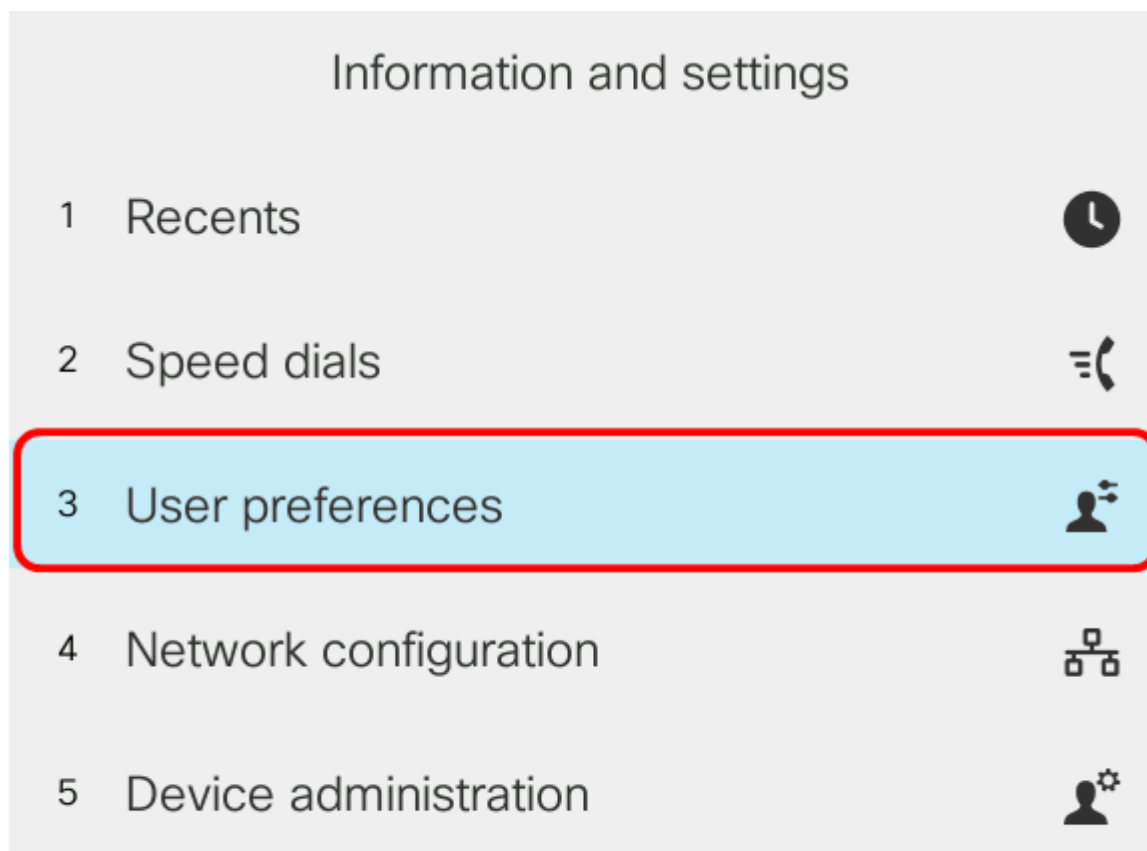 Information and settings
1 Recents
2 Speed dials
3 User preferences
4 Network configuration
5 Device administration